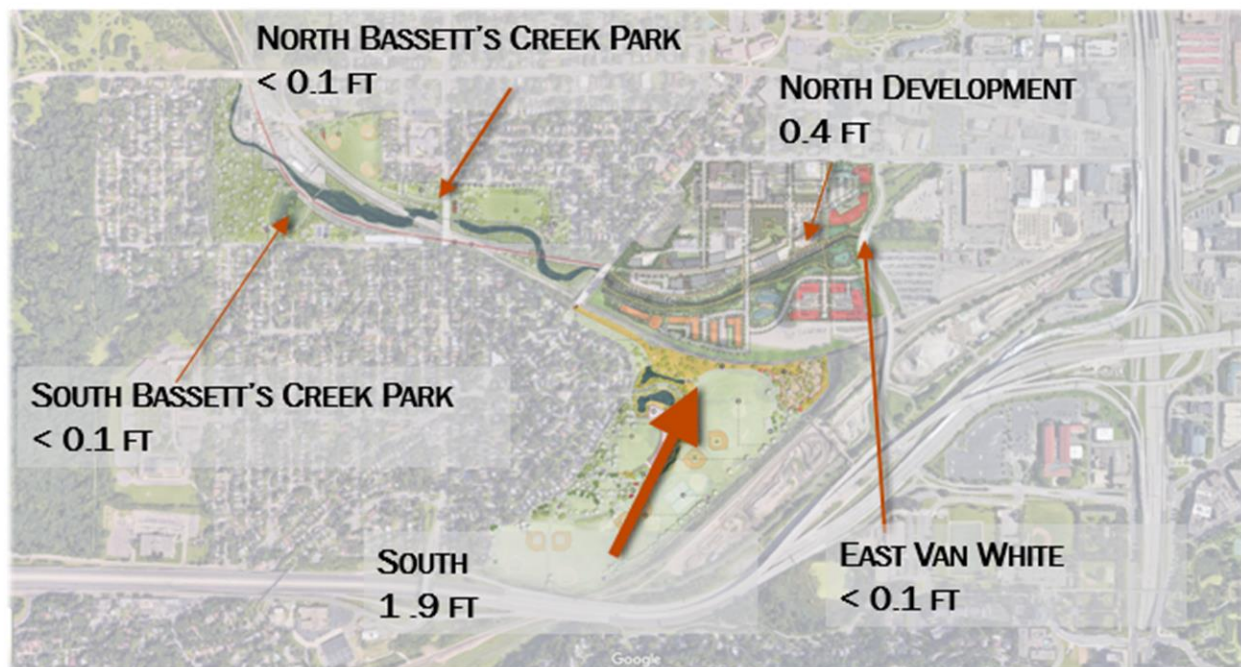 NORTH BASSETT'S CREEK PARK
< 0.1 FT
NORTH DEVELOPMENT
0.4 FT
SOUTH BASSETT'S CREEK PARK
< 0.1 FT
SOUTH
1.9 FT
EAST VAN WHITE
< 0.1 FT
Google